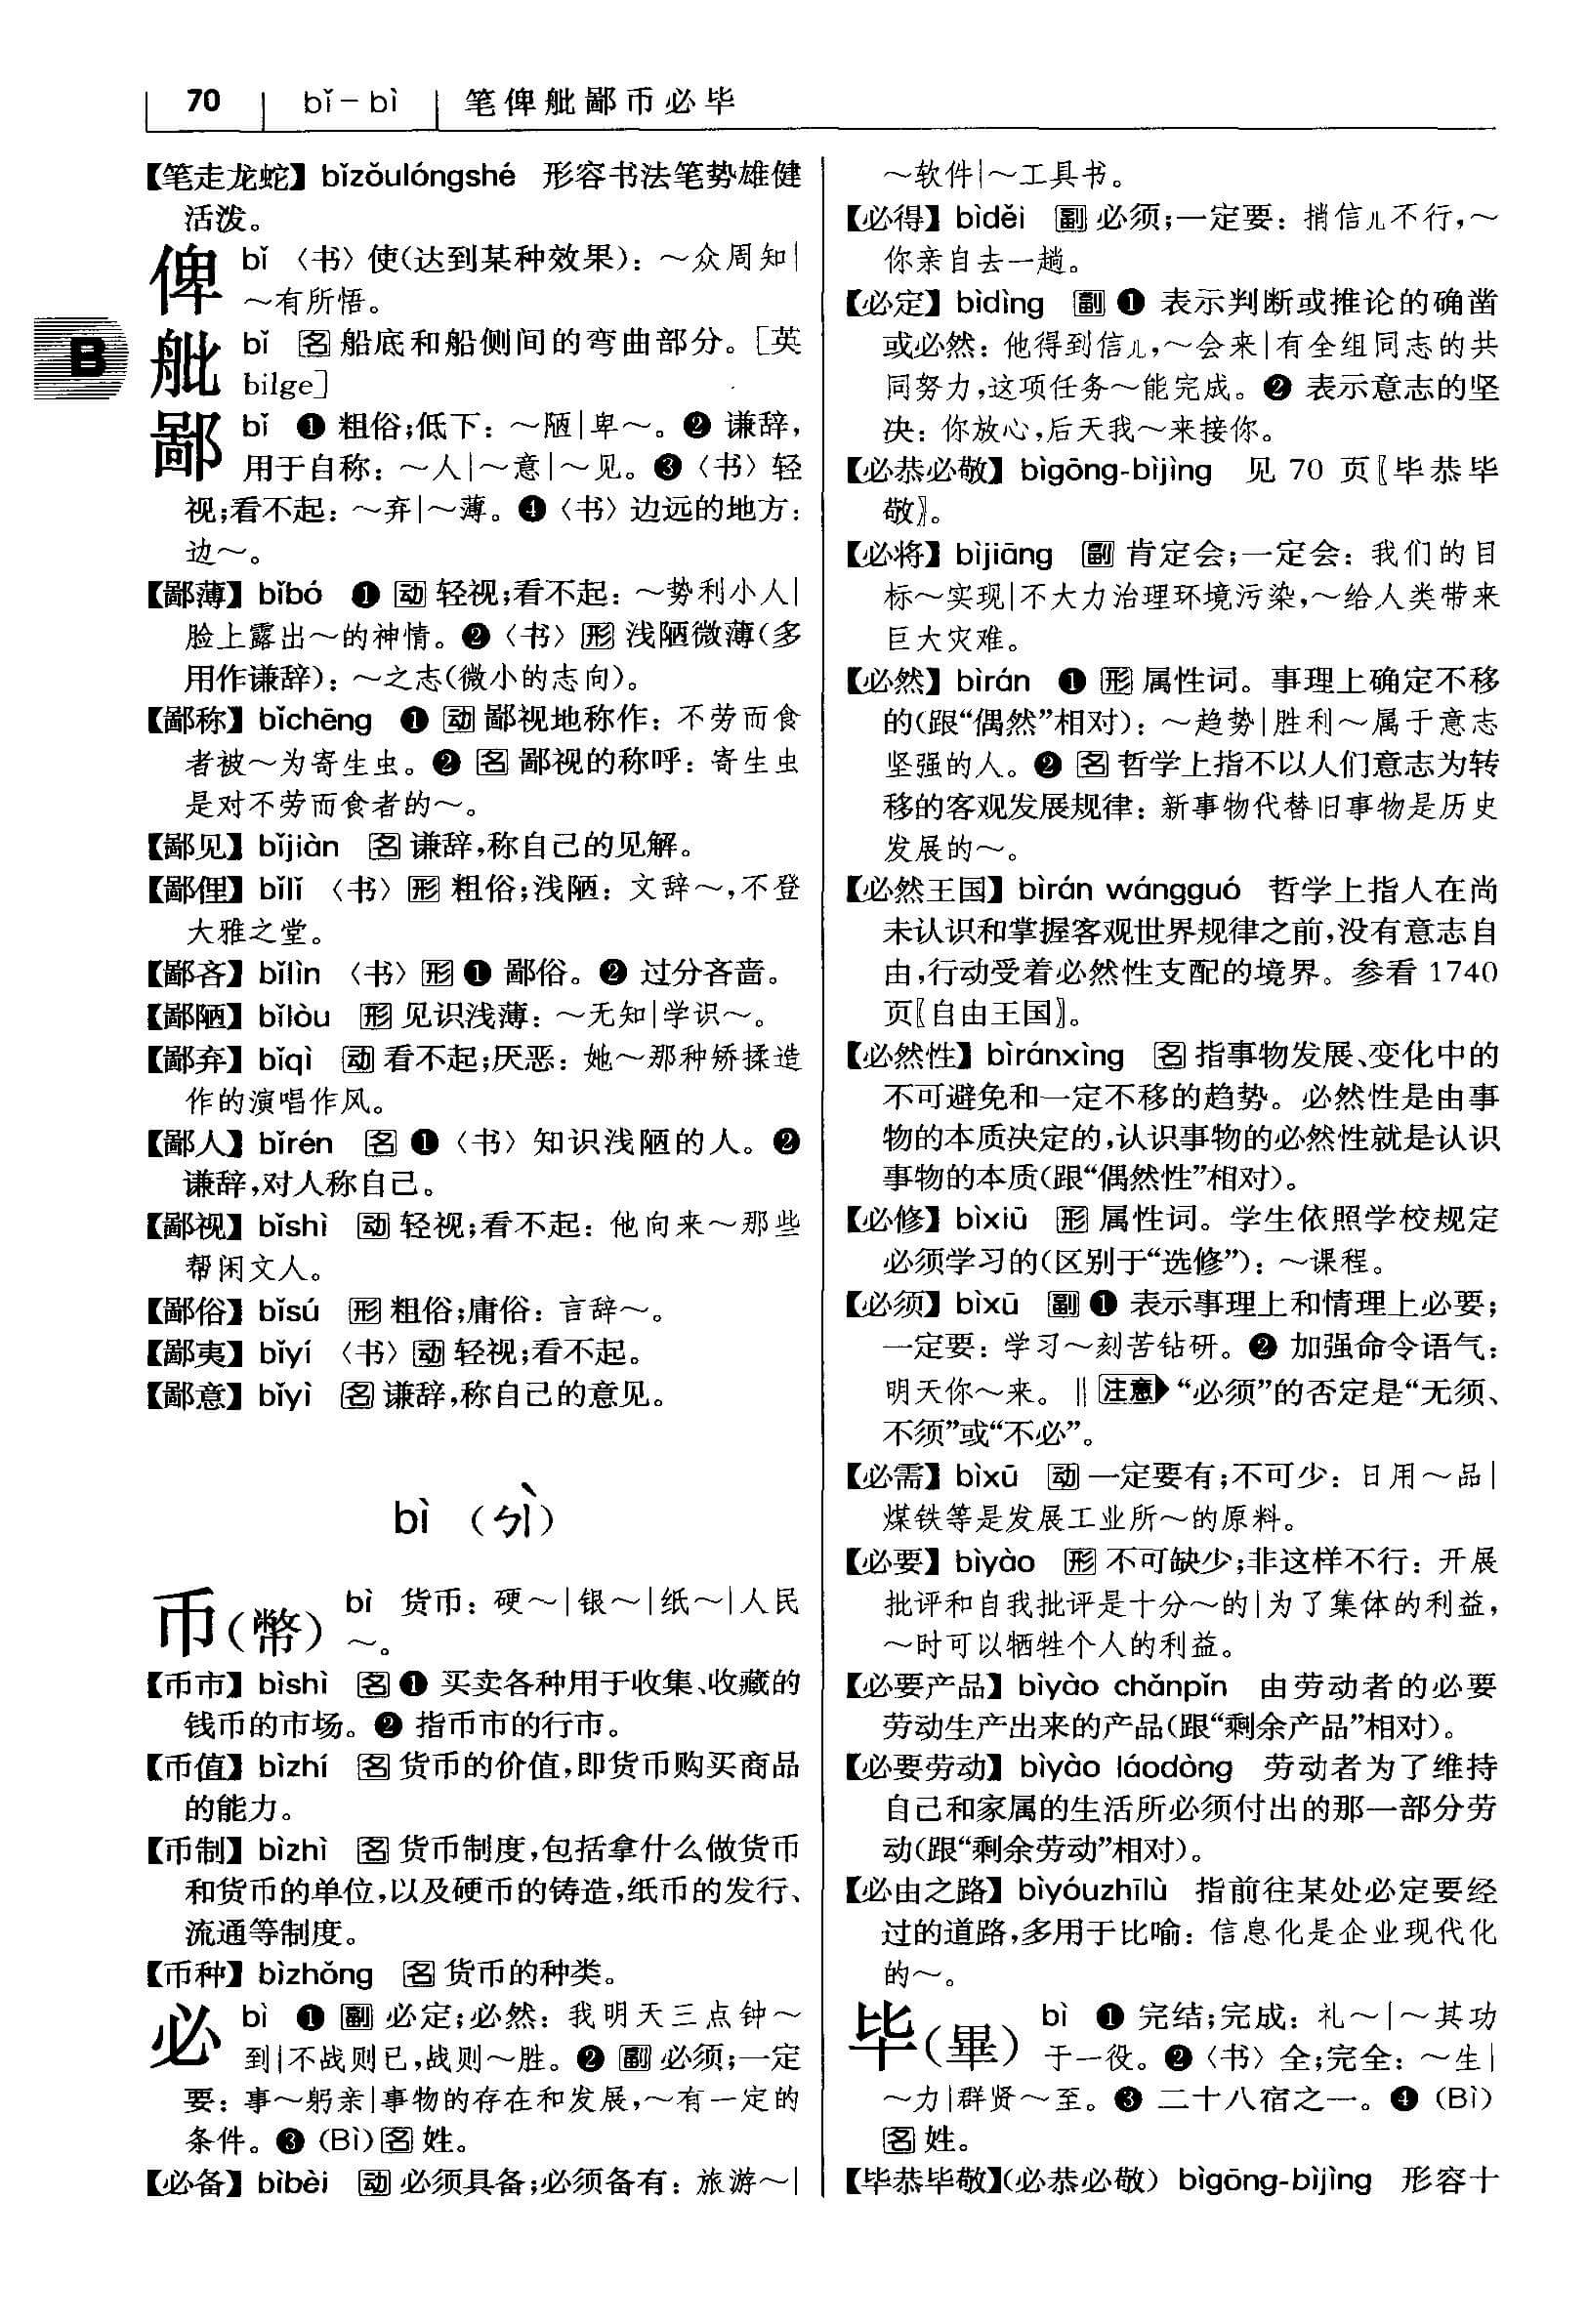 70 bǐ－bì 笔俾舭鄙币必毕
【笔走龙蛇】bǐzǒulóngshé 形容书法笔势雄健
活泼。
俾 bǐ 〈书〉使(达到某种效果)：～众周知|
～有所悟。
B
舭 bǐ 名 船底和船侧间的弯曲部分。[英
bilge]
鄙 bǐ ❶ 粗俗;低下：～陋|卑～。❷ 谦辞,
用于自称：～人|～意|～见。❸〈书〉轻
视;看不起：～弃|～薄。❹〈书〉边远的地方：
边～。
【鄙薄】bǐbó ❶ 动 轻视;看不起：～势利小人|
脸上露出～的神情。❷〈书〉形 浅陋微薄(多
用作谦辞)：～之志(微小的志向)。
【鄙称】bǐchēng ❶ 动 鄙视地称作：不劳而食
者被～为寄生虫。❷ 名 鄙视的称呼：寄生虫
是对不劳而食者的～。
【鄙见】bǐjiàn 名 谦辞,称自己的见解。
【鄙俚】bǐlǐ 〈书〉形 粗俗;浅陋：文辞～,不登
大雅之堂。
【鄙吝】bǐlìn 〈书〉形 ❶ 鄙俗。❷ 过分吝啬。
【鄙陋】bǐlòu 形 见识浅薄：～无知|学识～。
【鄙弃】bǐqì 动 看不起;厌恶：她～那种矫揉造
作的演唱作风。
【鄙人】bǐrén 名 ❶〈书〉知识浅陋的人。❷
谦辞,对人称自己。
【鄙视】bǐshì 动 轻视;看不起：他向来～那些
帮闲文人。
【鄙俗】bǐsú 形 粗俗;庸俗：言辞～。
【鄙夷】bǐyí 〈书〉动 轻视;看不起。
【鄙意】bǐyì 名 谦辞,称自己的意见。
bì （ㄅㄧˋ）
币(幣) bì 货币：硬～|银～|纸～|人民
～。
【币市】bìshì 名 ❶ 买卖各种用于收集、收藏的
钱币的市场。❷ 指币市的行市。
【币值】bìzhí 名 货币的价值,即货币购买商品
的能力。
【币制】bìzhì 名 货币制度,包括拿什么做货币
和货币的单位,以及硬币的铸造,纸币的发行、
流通等制度。
【币种】bìzhǒng 名 货币的种类。
必 bì ❶ 副 必定;必然：我明天三点钟～
到|不战则已,战则～胜。❷ 副 必须;一定
要：事～躬亲|事物的存在和发展,～有一定的
条件。❸ (Bì) 名 姓。
【必备】bìbèi 动 必须具备;必须备有：旅游～|
～软件|～工具书。
【必得】bìděi 副 必须;一定要：捎信儿不行,～
你亲自去一趟。
【必定】bìdìng 副 ❶ 表示判断或推论的确凿
或必然：他得到信儿,～会来|有全组同志的共
同努力,这项任务～能完成。❷ 表示意志的坚
决：你放心,后天我～来接你。
【必恭必敬】bìgōng-bìjìng 见 70 页〖毕恭毕
敬〗。
【必将】bìjiāng 副 肯定会;一定会：我们的目
标～实现|不大力治理环境污染,～给人类带来
巨大灾难。
【必然】bìrán ❶ 形 属性词。事理上确定不移
的(跟“偶然”相对)：～趋势|胜利～属于意志
坚强的人。❷ 名 哲学上指不以人们意志为转
移的客观发展规律：新事物代替旧事物是历史
发展的～。
【必然王国】bìrán wángguó 哲学上指人在尚
未认识和掌握客观世界规律之前,没有意志自
由,行动受着必然性支配的境界。参看 1740
页〖自由王国〗。
【必然性】bìránxìng 名 指事物发展、变化中的
不可避免和一定不移的趋势。必然性是由事
物的本质决定的,认识事物的必然性就是认识
事物的本质(跟“偶然性”相对)。
【必修】bìxiū 形 属性词。学生依照学校规定
必须学习的(区别于“选修”)：～课程。
【必须】bìxū 副 ❶ 表示事理上和情理上必要;
一定要：学习～刻苦钻研。❷ 加强命令语气：
明天你～来。‖ 注意 “必须”的否定是“无须、
不须”或“不必”。
【必需】bìxū 动 一定要有;不可少：日用～品|
煤铁等是发展工业所～的原料。
【必要】bìyào 形 不可缺少;非这样不行：开展
批评和自我批评是十分～的|为了集体的利益,
～时可以牺牲个人的利益。
【必要产品】bìyào chǎnpǐn 由劳动者的必要
劳动生产出来的产品(跟“剩余产品”相对)。
【必要劳动】bìyào láodòng 劳动者为了维持
自己和家属的生活所必须付出的那一部分劳
动(跟“剩余劳动”相对)。
【必由之路】bìyóuzhīlù 指前往某处必定要经
过的道路,多用于比喻：信息化是企业现代化
的～。
毕(畢) bì ❶ 完结;完成：礼～|～其功
于一役。❷〈书〉全;完全：～生|
～力|群贤～至。❸ 二十八宿之一。❹ (Bì)
名 姓。
【毕恭毕敬】(必恭必敬) bìgōng-bìjìng 形容十